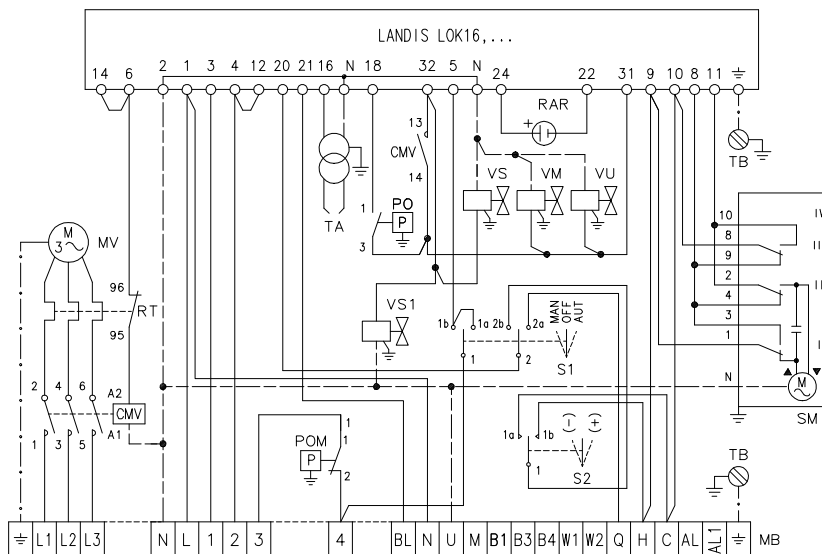 LANDIS LOK16,...
14 6 2 1 3 4 12 20 21 16 N 18 32 5 N 24 22 31 9 10 8 11
RAR
+
13
CMV
14
TB
VS VM VU
1
PO
P
3
TA
M
3
MV
96
RT
95
VS1
1b 1a 2b 2a
MAN
OFF
AUT
1 2
S1
10
8
9
2
4
3
1
N
II
I
M
SM
2 4 6 A2
CMV
1 3 5 A1
1
1
POM
P
2
1a 1b
(-) (+)
1
S2
TB
L1 L2 L3 N L 1 2 3 4 BL N U M B1 B3 B4 W1 W2 Q H C AL AL1 MB